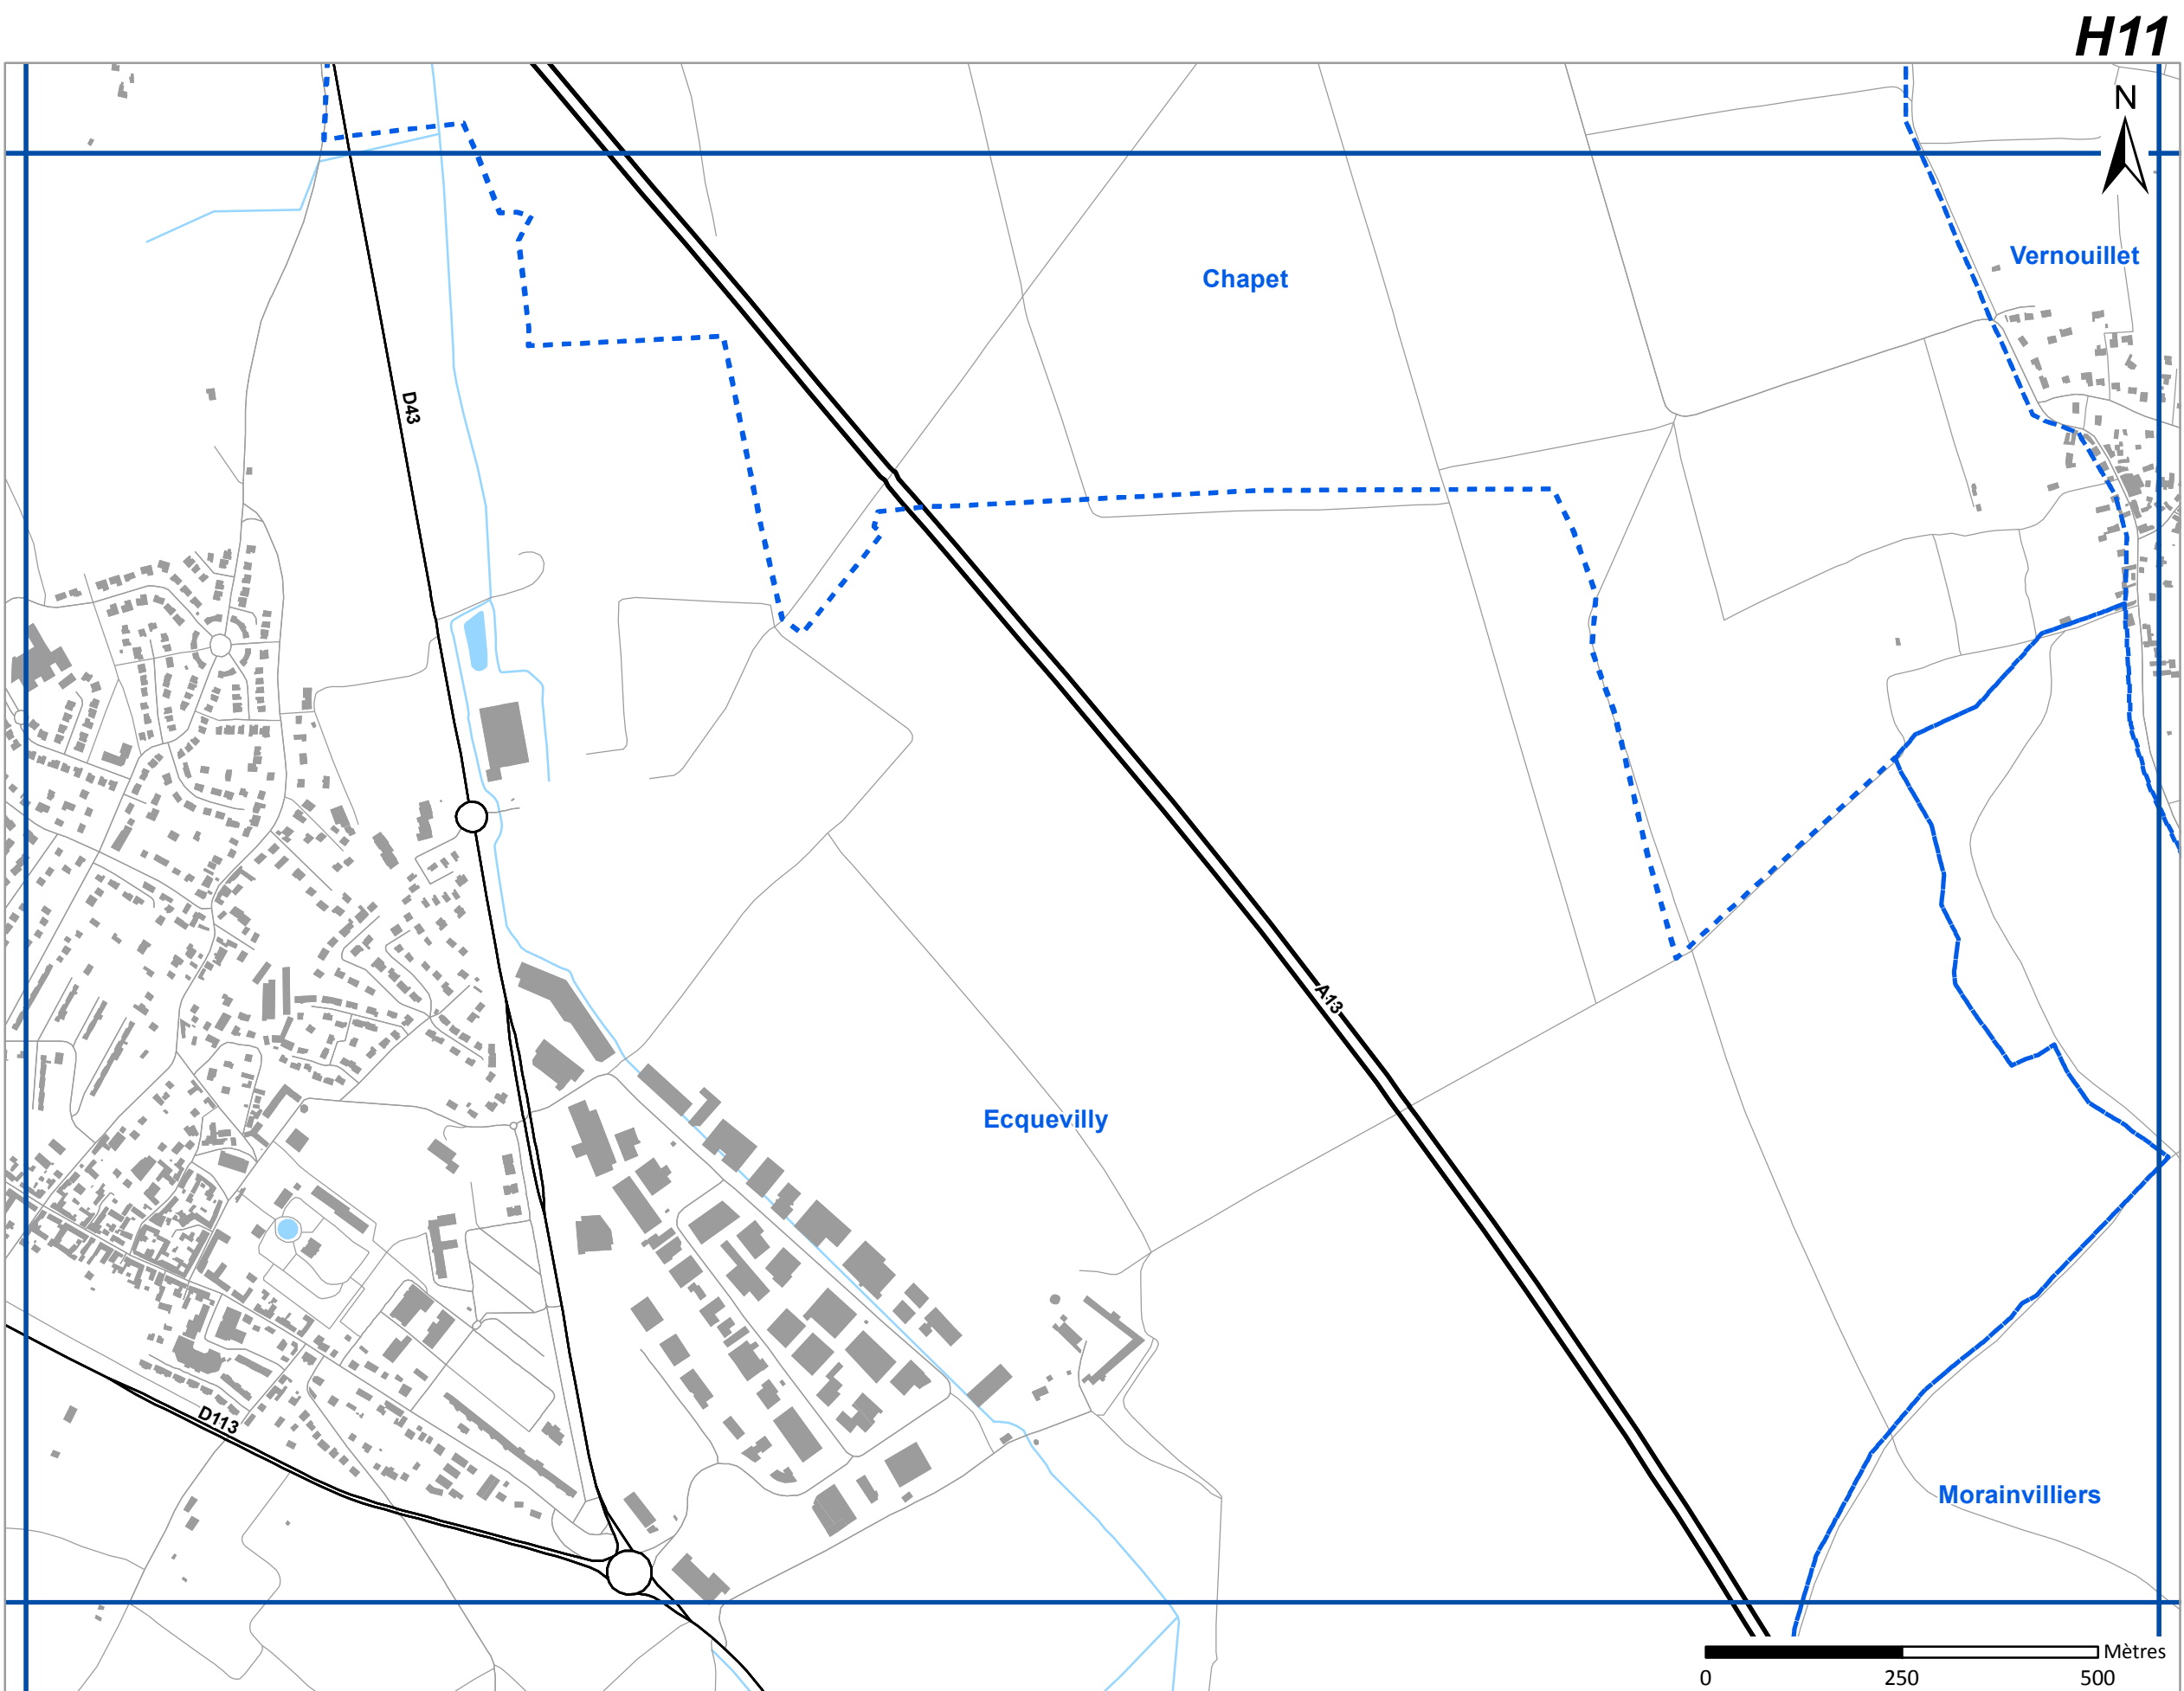 H11
N
Vernouillet
Chapet
D43
A13
Ecquevilly
D113
Morainvilliers
Mètres
0 250 500